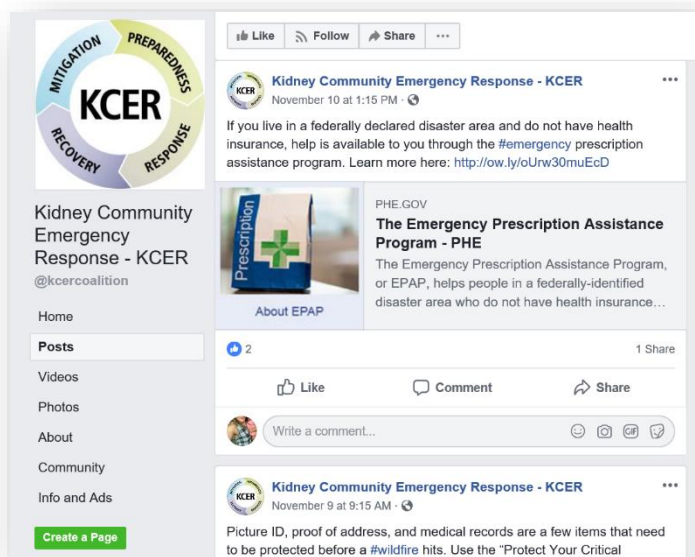 MITIGATION
PREPAREDNESS
KCER
RECOVERY
RESPONSE
Kidney Community
Emergency
Response - KCER
@kcercoalition
Home
Posts
Videos
Photos
About
Community
Info and Ads
Create a Page
Like
Follow
Share
KCER
Kidney Community Emergency Response - KCER
November 10 at 1:15 PM ·
If you live in a federally declared disaster area and do not have health
insurance, help is available to you through the #emergency prescription
assistance program. Learn more here: http://ow.ly/oUrw30muEcD
Prescription
About EPAP
PHE.GOV
The Emergency Prescription Assistance
Program - PHE
The Emergency Prescription Assistance Program,
or EPAP, helps people in a federally-identified
disaster area who do not have health insurance…
2
1 Share
Like
Comment
Share
Write a comment...
GIF
KCER
Kidney Community Emergency Response - KCER
November 9 at 9:15 AM ·
Picture ID, proof of address, and medical records are a few items that need
to be protected before a #wildfire hits. Use the "Protect Your Critical